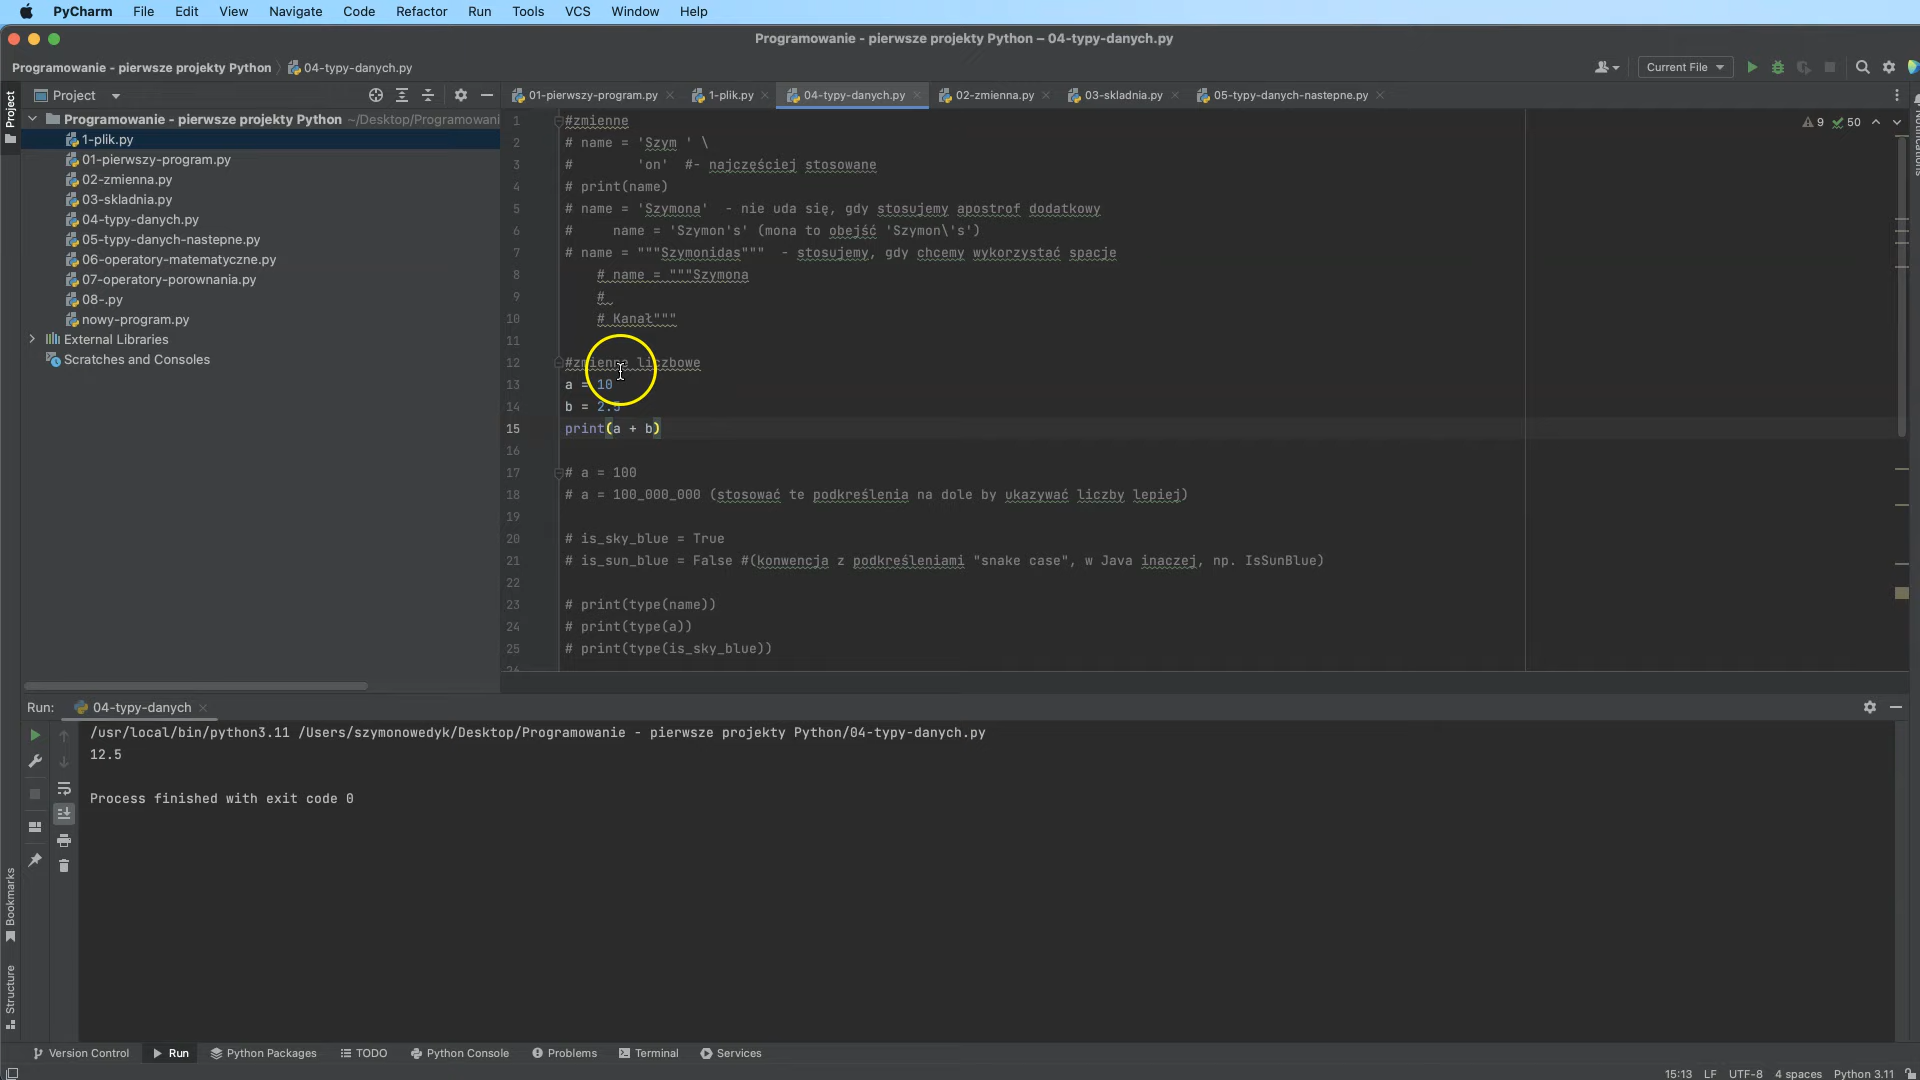 PyCharm File Edit View Navigate Code Refactor Run Tools VCS Window Help
Programowanie - pierwsze projekty Python – 04-typy-danych.py
Programowanie - pierwsze projekty Python 04-typy-danych.py
Current File
Project
Project
01-pierwszy-program.py
1-plik.py
04-typy-danych.py
02-zmienna.py
03-skladnia.py
05-typy-danych-nastepne.py
Programowanie - pierwsze projekty Python ~/Desktop/Programowani
1-plik.py
01-pierwszy-program.py
02-zmienna.py
03-skladnia.py
04-typy-danych.py
05-typy-danych-nastepne.py
06-operatory-matematyczne.py
07-operatory-porownania.py
08-.py
nowy-program.py
External Libraries
Scratches and Consoles
9 50
Notifications
1 #zmienne
2 # name = 'Szym ' \
3 # 'on' #- najczęściej stosowane
4 # print(name)
5 # name = 'Szymona' - nie uda się, gdy stosujemy apostrof dodatkowy
6 # name = 'Szymon's' (mona to obejść 'Szymon\'s')
7 # name = """Szymonidas""" - stosujemy, gdy chcemy wykorzystać spacje
8 # name = """Szymona
9 #
10 # Kanał"""
11
12 #zmienne liczbowe
13 a = 10
14 b = 2.5
15 print(a + b)
16
17 # a = 100
18 # a = 100_000_000 (stosować te podkreślenia na dole by ukazywać liczby lepiej)
19
20 # is_sky_blue = True
21 # is_sun_blue = False #(konwencja z podkreśleniami "snake case", w Java inaczej, np. IsSunBlue)
22
23 # print(type(name))
24 # print(type(a))
25 # print(type(is_sky_blue))
26
Run: 04-typy-danych
/usr/local/bin/python3.11 /Users/szymonowedyk/Desktop/Programowanie - pierwsze projekty Python/04-typy-danych.py
12.5
Process finished with exit code 0
Bookmarks
Structure
Version Control Run Python Packages TODO Python Console Problems Terminal Services
15:13 LF UTF-8 4 spaces Python 3.11